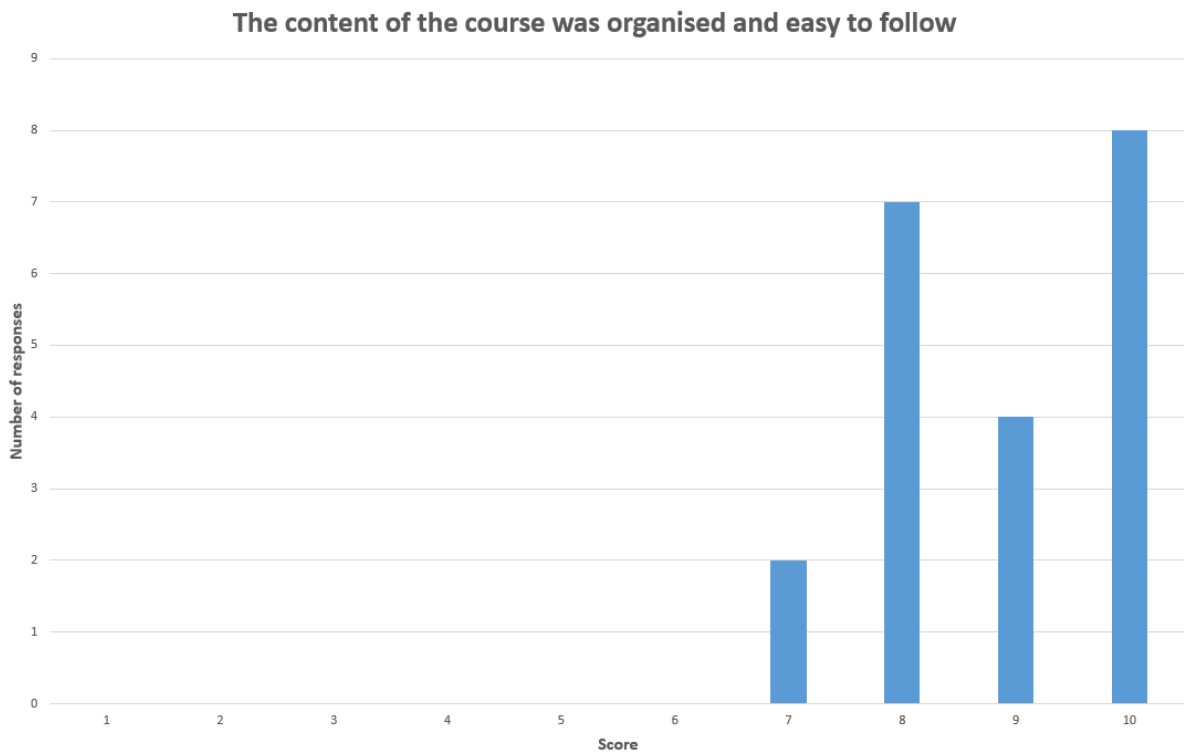 The content of the course was organised and easy to follow
9
8
7
6
5
4
3
2
1
0
Number of responses
1 2 3 4 5 6 7 8 9 10
Score